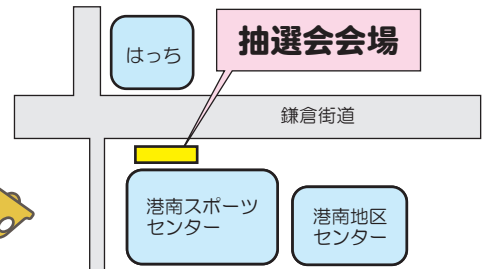 はっち
抽選会会場
鎌倉街道
港南スポーツ
センター
港南地区
センター